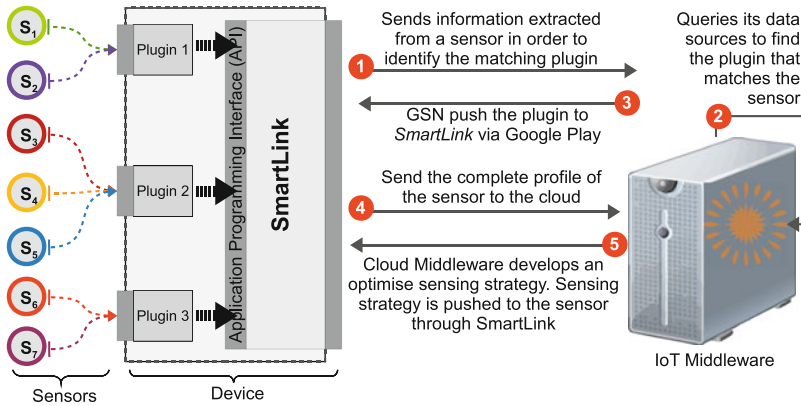 S1
S2
S3
S4
S5
S6
S7
Sensors
Plugin 1
Plugin 2
Plugin 3
Application Programming Interface (API)
SmartLink
Device
1
Sends information extracted
from a sensor in order to
identify the matching plugin
3
GSN push the plugin to
SmartLink via Google Play
4
Send the complete profile of
the sensor to the cloud
5
Cloud Middleware develops an
optimise sensing strategy. Sensing
strategy is pushed to the sensor
through SmartLink
Queries its data
sources to find
the plugin that
matches the
sensor
2
IoT Middleware